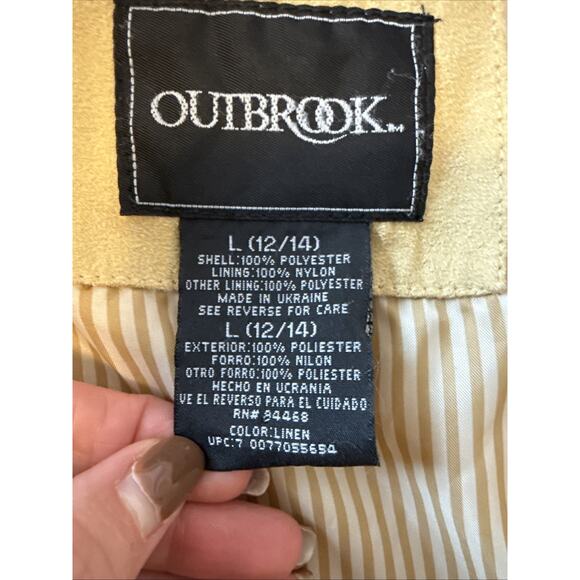 OUTBROOK TM
L (12/14)
SHELL:100% POLYESTER
LINING:100% NYLON
OTHER LINING:100% POLYESTER
MADE IN UKRAINE
SEE REVERSE FOR CARE
L (12/14)
EXTERIOR:100% POLIESTER
FORRO:100% NILON
OTRO FORRO:100% POLIESTER
HECHO EN UCRANIA
VE EL REVERSO PARA EL CUIDADO
RN# 94468
COLOR:LINEN
UPC:7 0077055654